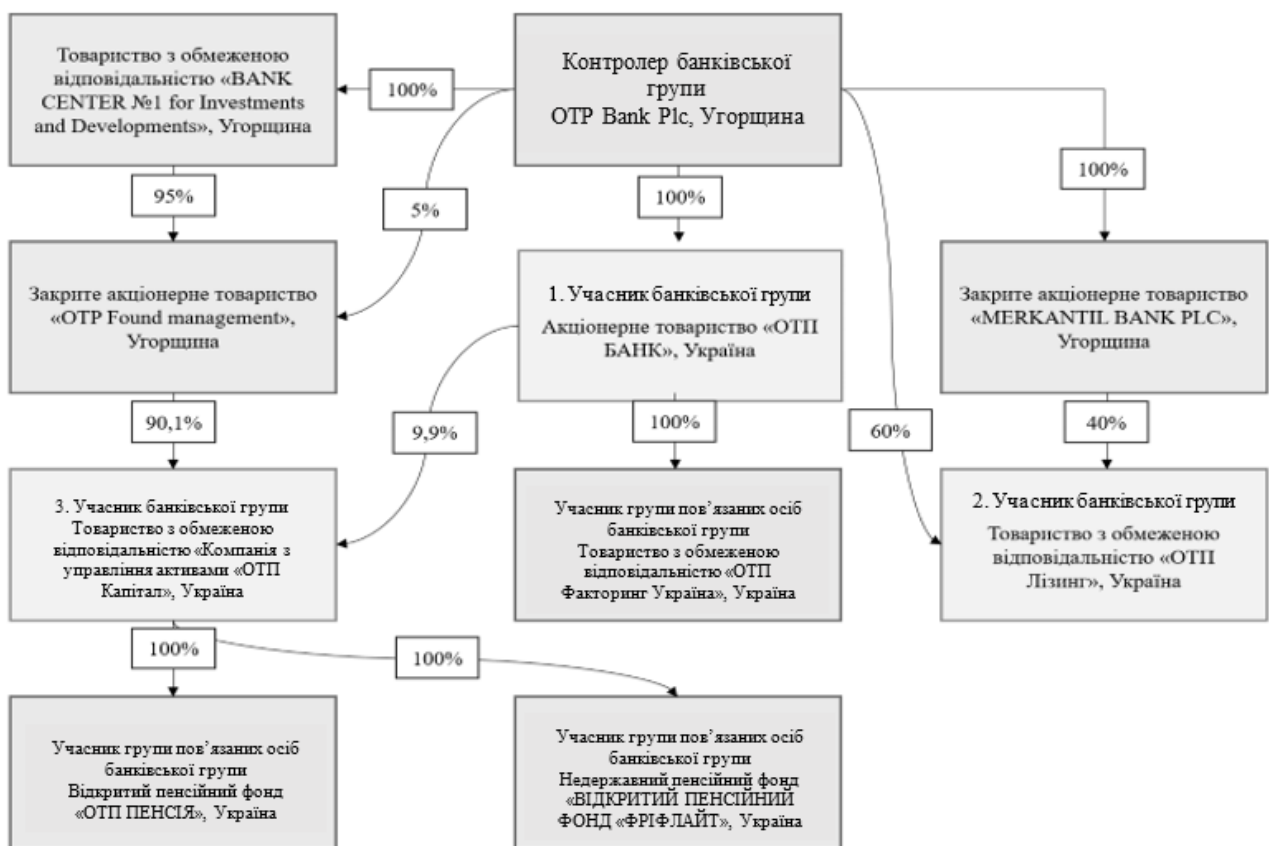 Товариство з обмеженою
відповідальністю «BANK
CENTER №1 for Investments
and Developments», Угорщина
100%
Контролер банківської
групи
OTP Bank Plc, Угорщина
95%
5%
100%
100%
Закрите акціонерне товариство
«OTP Found management»,
Угорщина
1. Учасник банківської групи
Акціонерне товариство «ОТП
БАНК», Україна
Закрите акціонерне товариство
«MERKANTIL BANK PLC»,
Угорщина
90,1%
9,9%
100%
60%
40%
3. Учасник банківської групи
Товариство з обмеженою
відповідальністю «Компанія з
управління активами «ОТП
Капітал», Україна
Учасник групи пов’язаних осіб
банківської групи
Товариство з обмеженою
відповідальністю «ОТП
Факторинг Україна», Україна
2. Учасник банківської групи
Товариство з обмеженою
відповідальністю «ОТП
Лізинг», Україна
100%
100%
Учасник групи пов’язаних осіб
банківської групи
Відкритий пенсійний фонд
«ОТП ПЕНСІЯ», Україна
Учасник групи пов’язаних осіб
банківської групи
Недержавний пенсійний фонд
«ВІДКРИТИЙ ПЕНСІЙНИЙ
ФОНД «ФРІФЛАЙТ», Україна